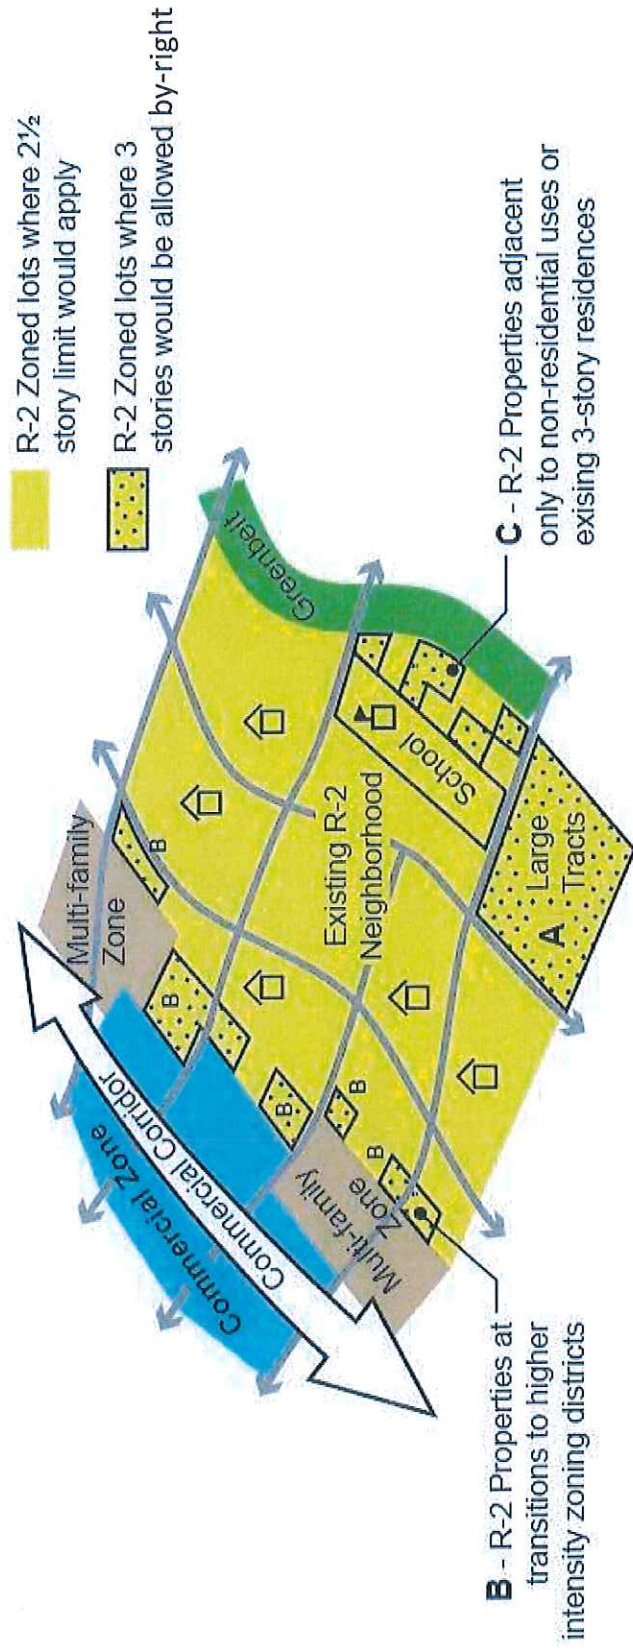 R-2 Zoned lots where 2½
story limit would apply
R-2 Zoned lots where 3
stories would be allowed by-right
Multi-family
Zone
Commercial Zone
Commercial Corridor
Greenbelt
B
B
B
B
B
Existing R-2
Neighborhood
School
Multi-family
Zone
A
Large
Tracts
B - R-2 Properties at
transitions to higher
intensity zoning districts
C - R-2 Properties adjacent
only to non-residential uses or
exising 3-story residences